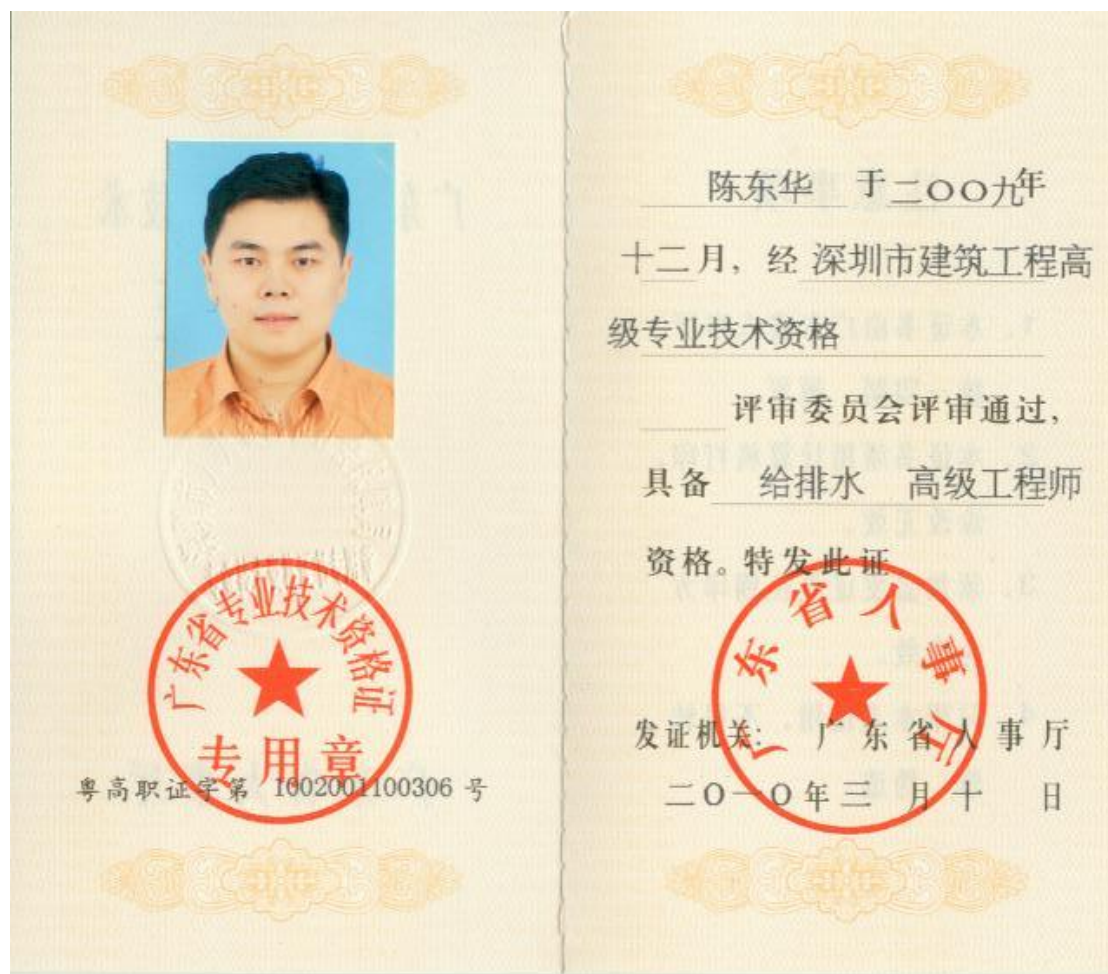 广东省专业技术资格证
专用章
粤高职证字第 1002001100306 号
陈东华 于二〇〇九年
十二月，经 深圳市建筑工程高
级专业技术资格
评审委员会评审通过，
具备 给排水 高级工程师
资格。特发此证
广东省人事厅
发证机关： 广东省人事厅
二〇一〇年三月十日